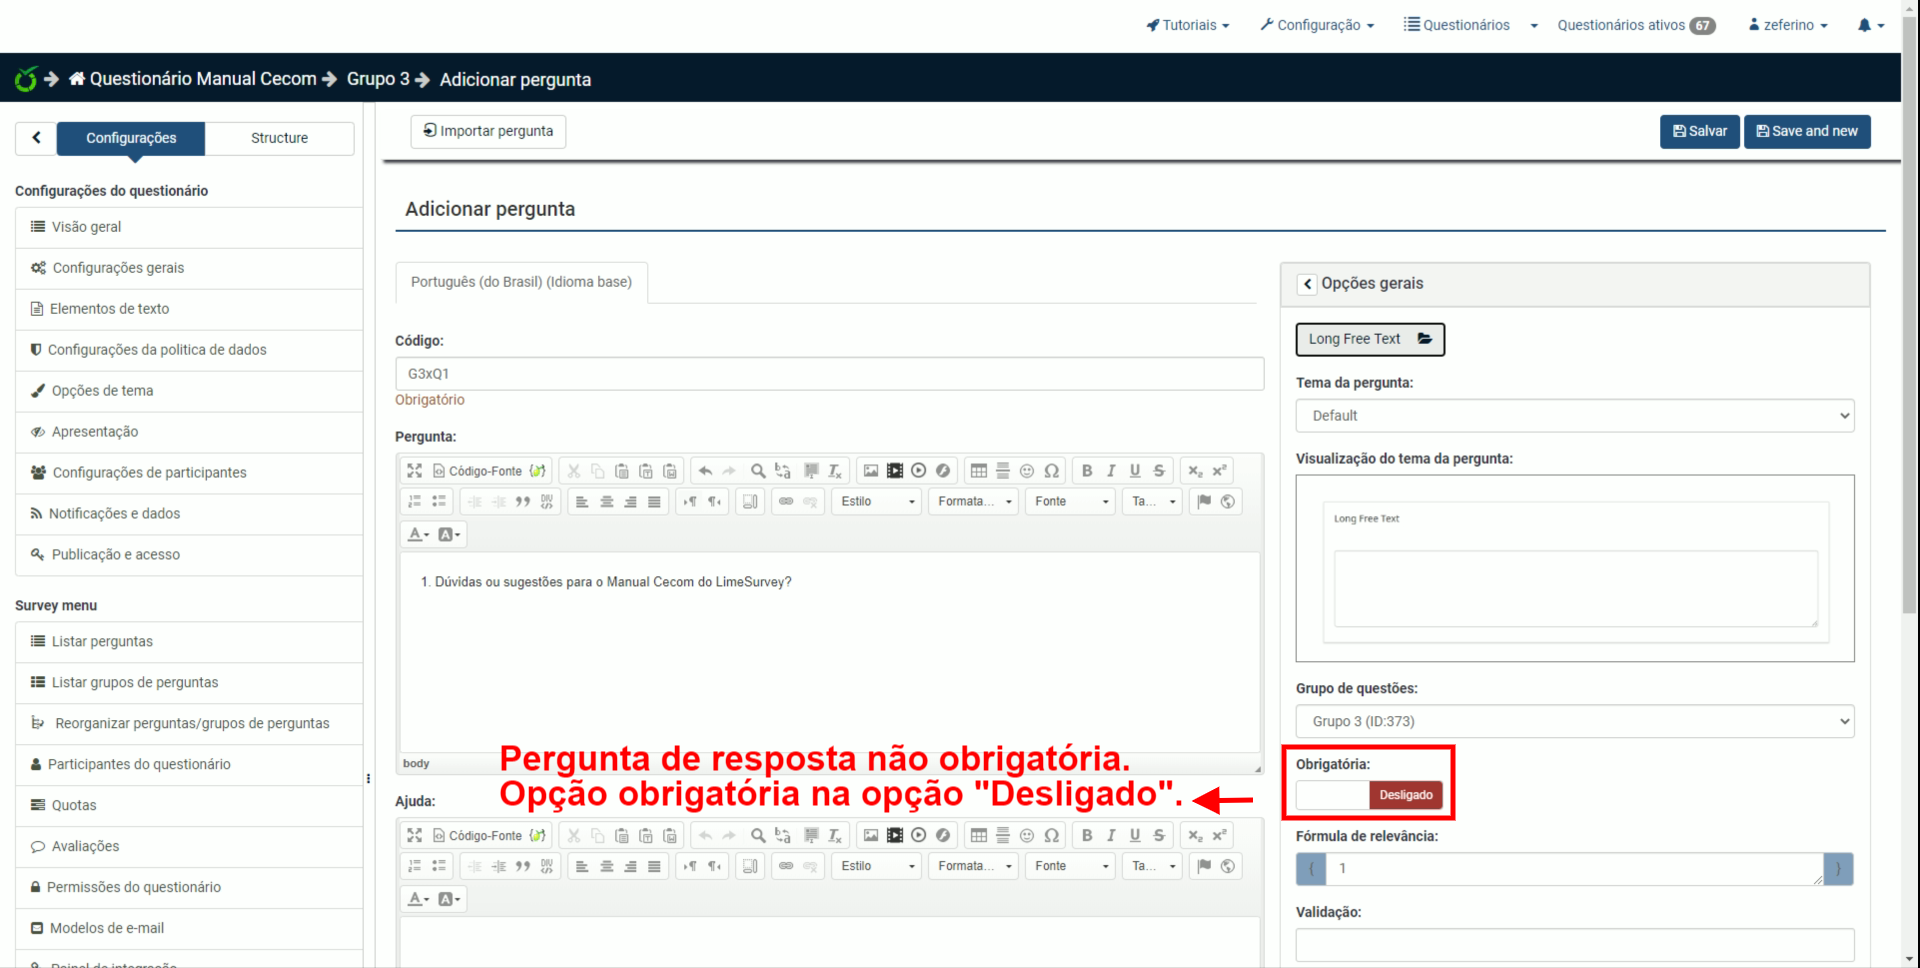 Tutoriais
Configuração
Questionários
Questionários ativos 67
zeferino
Questionário Manual Cecom
Grupo 3
Adicionar pergunta
Configurações
Structure
Importar pergunta
Salvar
Save and new
Configurações do questionário
Visão geral
Configurações gerais
Elementos de texto
Configurações da politica de dados
Opções de tema
Apresentação
Configurações de participantes
Notificações e dados
Publicação e acesso
Survey menu
Listar perguntas
Listar grupos de perguntas
Reorganizar perguntas/grupos de perguntas
Participantes do questionário
Quotas
Avaliações
Permissões do questionário
Modelos de e-mail
Painel de integração
Adicionar pergunta
Português (do Brasil) (Idioma base)
Código:
G3xQ1
Obrigatório
Pergunta:
Código-Fonte
Estilo
Formata...
Fonte
Ta...
1. Dúvidas ou sugestões para o Manual Cecom do LimeSurvey?
body
Pergunta de resposta não obrigatória.
Opção obrigatória na opção "Desligado".
Ajuda:
Código-Fonte
Estilo
Formata...
Fonte
Ta...
Opções gerais
Long Free Text
Tema da pergunta:
Default
Visualização do tema da pergunta:
Long Free Text
Grupo de questões:
Grupo 3 (ID:373)
Obrigatória:
Desligado
Fórmula de relevância:
{ 1 }
Validação: